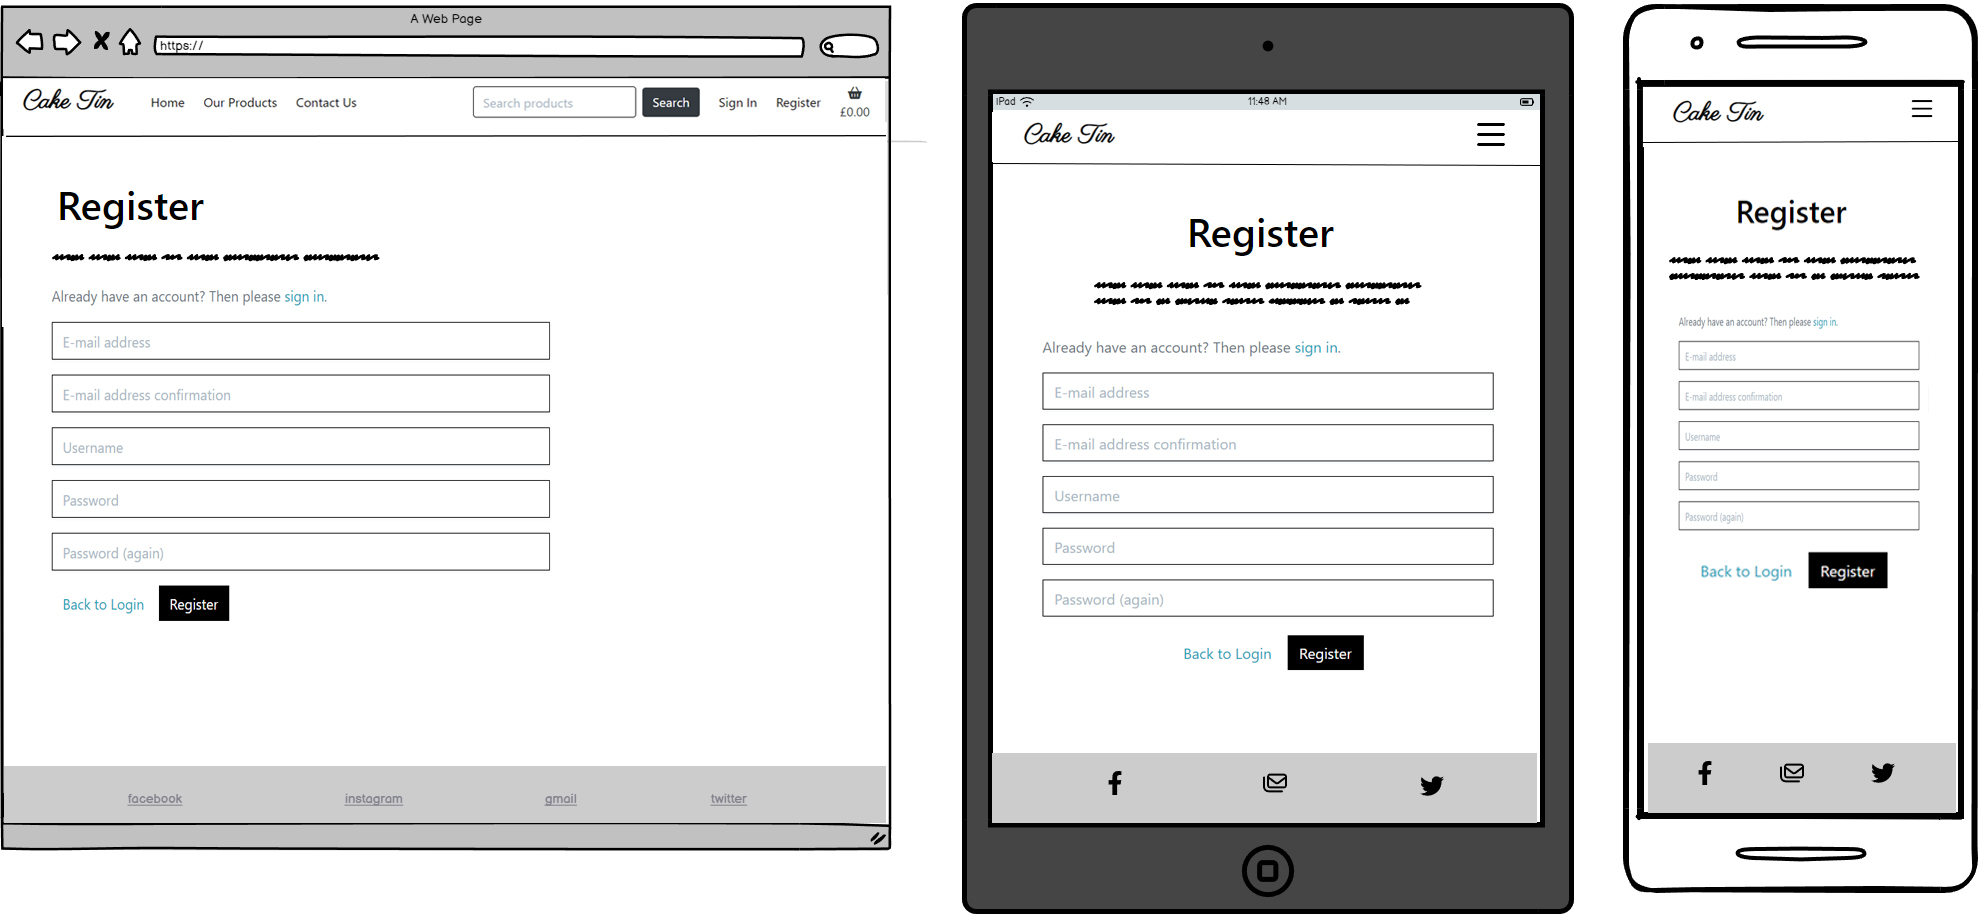 A Web Page
https://
Cake Tin Home Our Products Contact Us Search products Search Sign In Register £0.00
Register
Already have an account? Then please sign in.
E-mail address
E-mail address confirmation
Username
Password
Password (again)
Back to Login Register
facebook instagram gmail twitter
iPad 11:48 AM
Cake Tin
Register
Already have an account? Then please sign in.
E-mail address
E-mail address confirmation
Username
Password
Password (again)
Back to Login Register
Cake Tin
Register
Already have an account? Then please sign in.
E-mail address
E-mail address confirmation
Username
Password
Password (again)
Back to Login Register